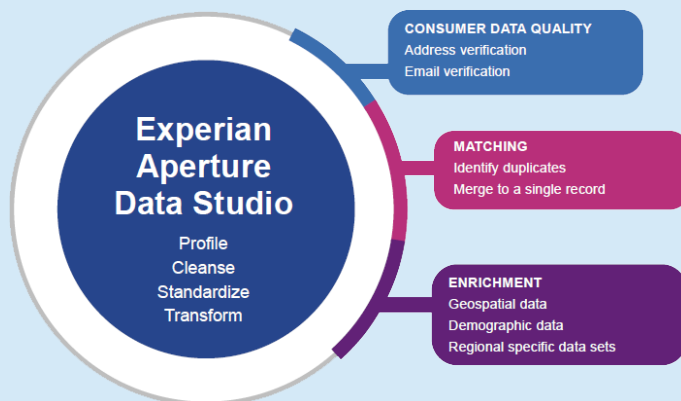 Experian
Aperture
Data Studio
Profile
Cleanse
Standardize
Transform
CONSUMER DATA QUALITY
Address verification
Email verification
MATCHING
Identify duplicates
Merge to a single record
ENRICHMENT
Geospatial data
Demographic data
Regional specific data sets